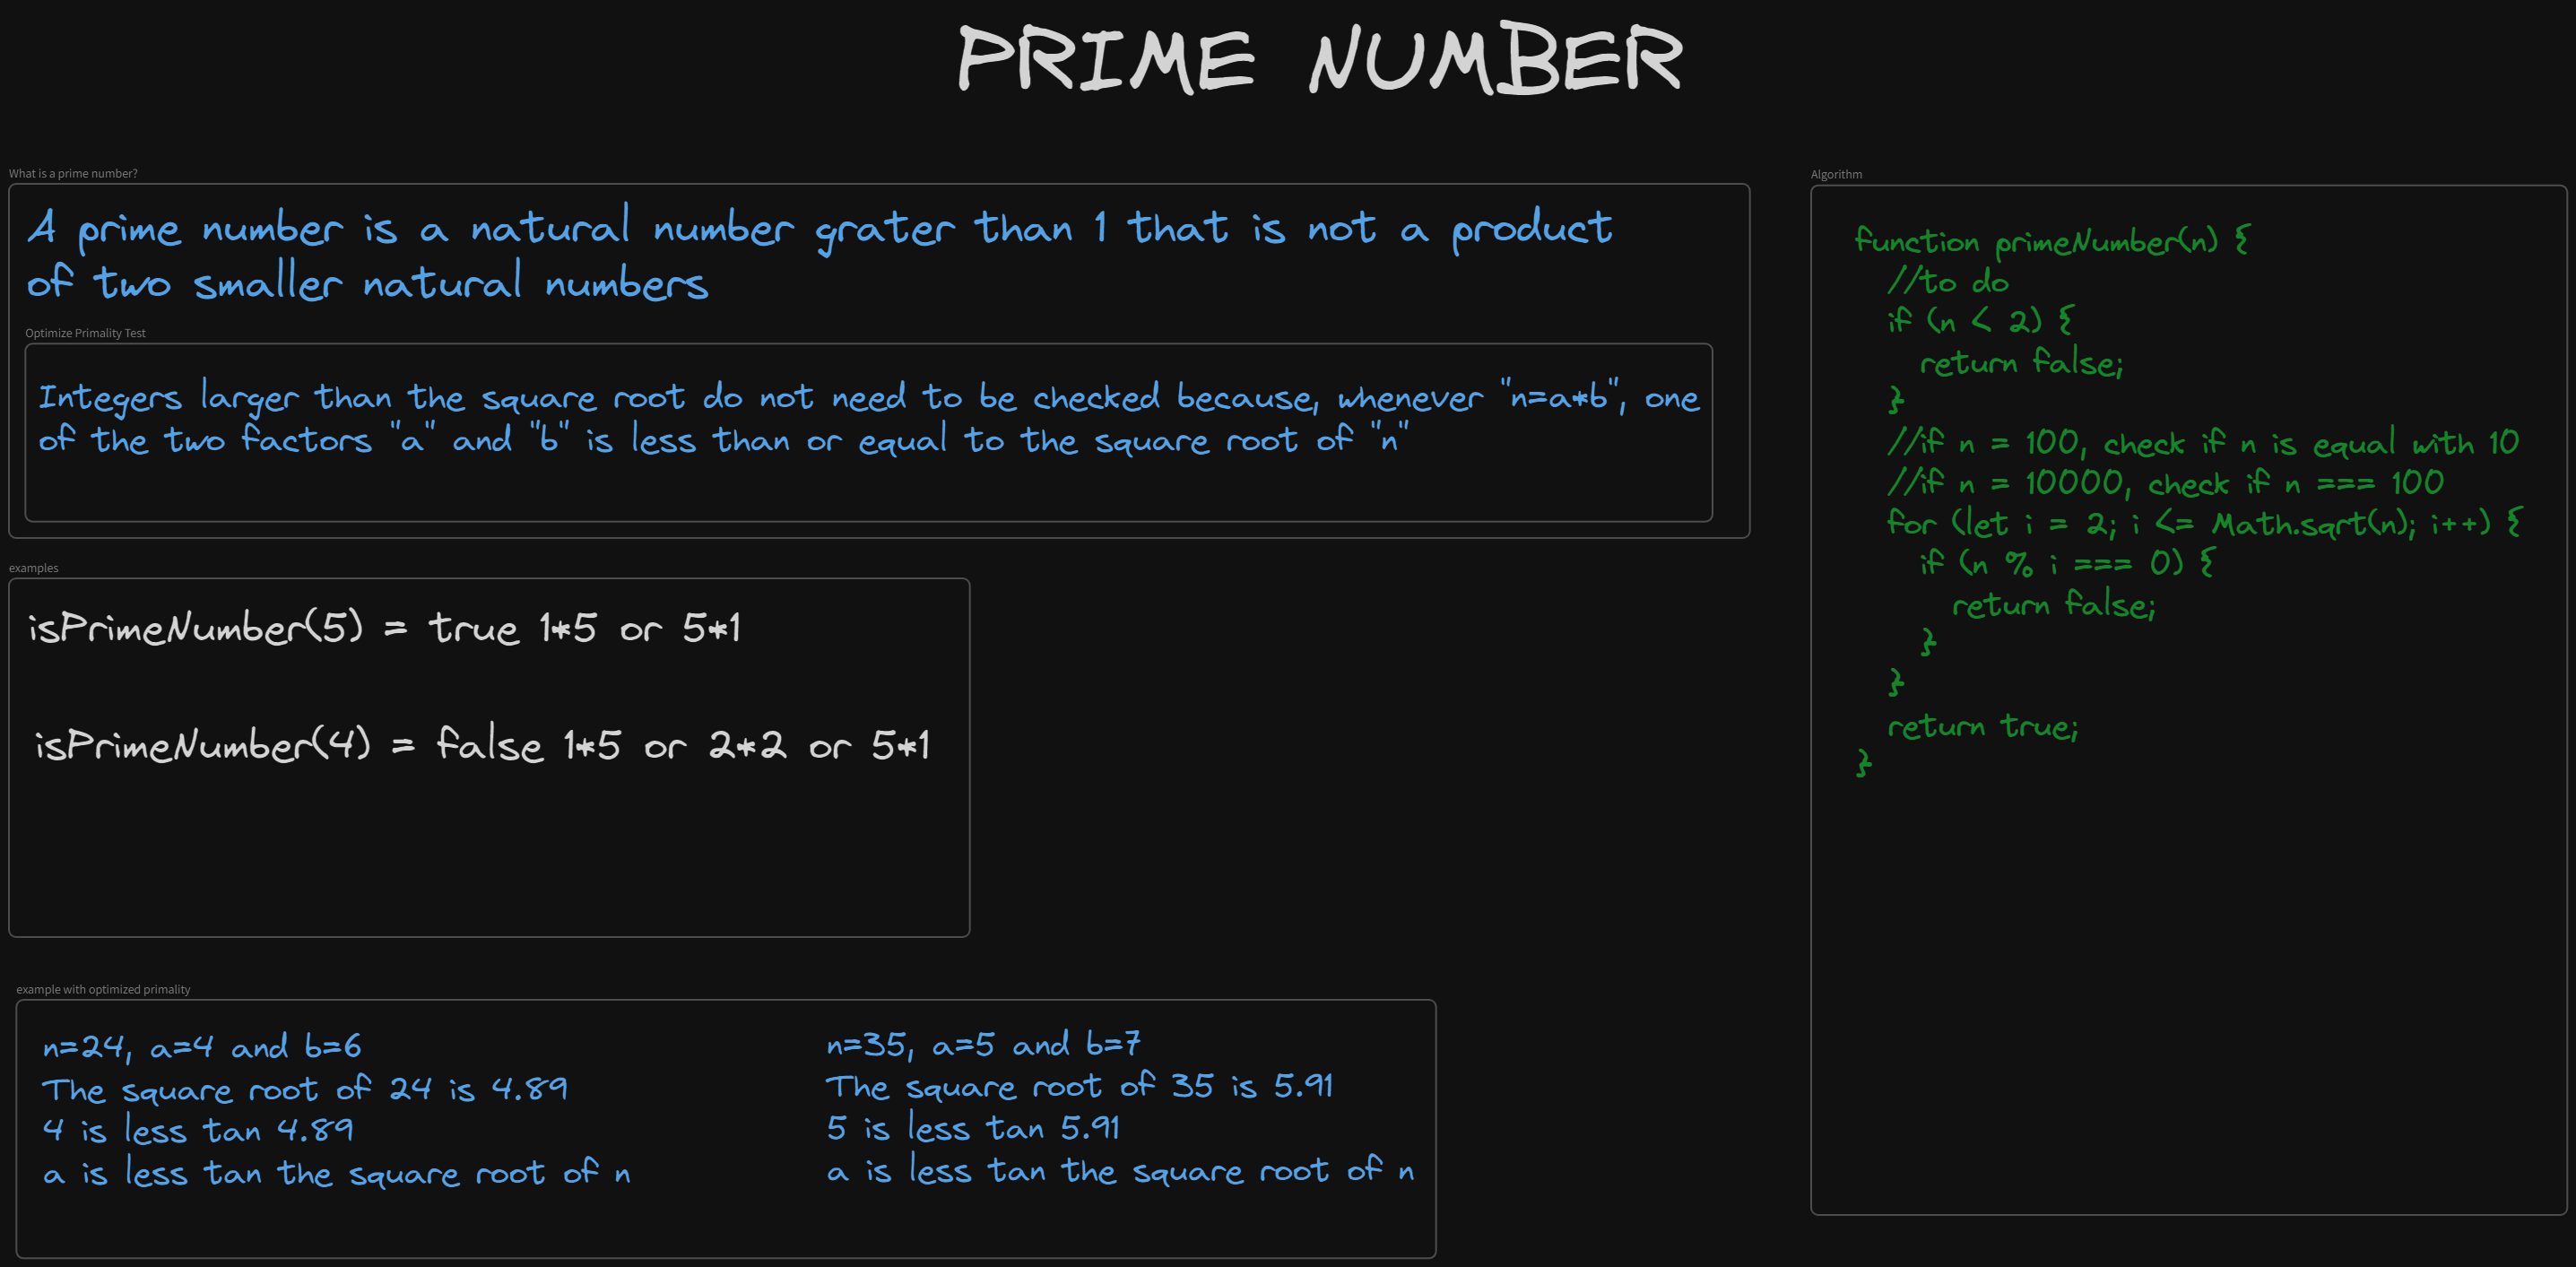 PRIME NUMBER
What is a prime number?
A prime number is a natural number grater than 1 that is not a product
of two smaller natural numbers
Optimize Primality Test
Integers larger than the square root do not need to be checked because, whenever "n=a*b", one
of the two factors "a" and "b" is less than or equal to the square root of "n"
examples
isPrimeNumber(5) = true 1*5 or 5*1
isPrimeNumber(4) = false 1*5 or 2*2 or 5*1
example with optimized primality
n=24, a=4 and b=6
The square root of 24 is 4.89
4 is less tan 4.89
a is less tan the square root of n
n=35, a=5 and b=7
The square root of 35 is 5.91
5 is less tan 5.91
a is less tan the square root of n
Algorithm
function primeNumber(n) {
//to do
if (n < 2) {
return false;
}
//if n = 100, check if n is equal with 10
//if n = 10000, check if n === 100
for (let i = 2; i <= Math.sqrt(n); i++) {
if (n % i === 0) {
return false;
}
}
return true;
}